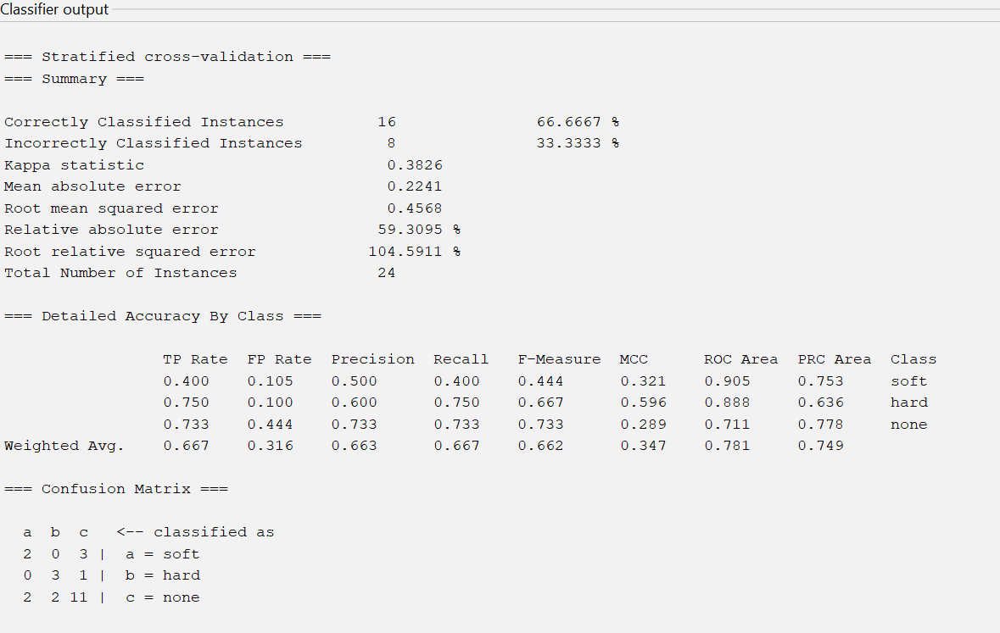 Classifier output
=== Stratified cross-validation ===
=== Summary ===
Correctly Classified Instances 16 66.6667 %
Incorrectly Classified Instances 8 33.3333 %
Kappa statistic 0.3826
Mean absolute error 0.2241
Root mean squared error 0.4568
Relative absolute error 59.3095 %
Root relative squared error 104.5911 %
Total Number of Instances 24
=== Detailed Accuracy By Class ===
TP Rate FP Rate Precision Recall F-Measure MCC ROC Area PRC Area Class
0.400 0.105 0.500 0.400 0.444 0.321 0.905 0.753 soft
0.750 0.100 0.600 0.750 0.667 0.596 0.888 0.636 hard
0.733 0.444 0.733 0.733 0.733 0.289 0.711 0.778 none
Weighted Avg. 0.667 0.316 0.663 0.667 0.662 0.347 0.781 0.749
=== Confusion Matrix ===
a b c <-- classified as
2 0 3 | a = soft
0 3 1 | b = hard
2 2 11 | c = none